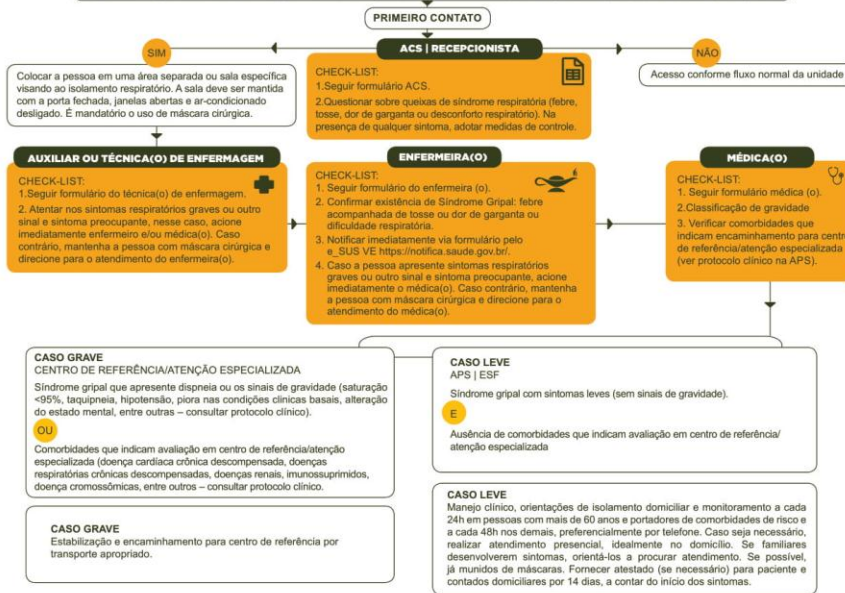 PRIMEIRO CONTATO
SIM
ACS | RECEPCIONISTA
NÃO
Colocar a pessoa em uma área separada ou sala específica
visando ao isolamento respiratório. A sala deve ser mantida
com a porta fechada, janelas abertas e ar-condicionado
desligado. É mandatório o uso de máscara cirúrgica.
CHECK-LIST:
1.Seguir formulário ACS.
2.Questionar sobre queixas de síndrome respiratória (febre,
tosse, dor de garganta ou desconforto respiratório). Na
presença de qualquer sintoma, adotar medidas de controle.
Acesso conforme fluxo normal da unidade
AUXILIAR OU TÉCNICA(O) DE ENFERMAGEM
CHECK-LIST:
1.Seguir formulário do técnica(o) de enfermagem.
2. Atentar nos sintomas respiratórios graves ou outro
sinal e sintoma preocupante, nesse caso, acione
imediatamente enfermeiro e/ou médica(o). Caso
contrário, mantenha a pessoa com máscara cirúrgica e
direcione para o atendimento do enfermeira(o).
ENFERMEIRA(O)
CHECK-LIST:
1. Seguir formulário do enfermeira (o).
2. Confirmar existência de Síndrome Gripal: febre
acompanhada de tosse ou dor de garganta ou
dificuldade respiratória.
3. Notificar imediatamente via formulário pelo
e_SUS VE https://notifica.saude.gov.br/.
4. Caso a pessoa apresente sintomas respiratórios
graves ou outro sinal e sintoma preocupante, acione
imediatamente o médica(o). Caso contrário, mantenha
a pessoa com máscara cirúrgica e direcione para o
atendimento do médica(o).
MÉDICA(O)
CHECK-LIST:
1. Seguir formulário médica (o).
2.Classificação de gravidade
3. Verificar comorbidades que
indicam encaminhamento para centro
de referência/atenção especializada
(ver protocolo clínico na APS).
CASO GRAVE
CENTRO DE REFERÊNCIA/ATENÇÃO ESPECIALIZADA
Síndrome gripal que apresente dispneia ou os sinais de gravidade (saturação
<95%, taquipneia, hipotensão, piora nas condições clinicas basais, alteração
do estado mental, entre outras – consultar protocolo clínico).
OU
Comorbidades que indicam avaliação em centro de referência/atenção
especializada (doença cardíaca crônica descompensada, doenças
respiratórias crônicas descompensadas, doenças renais, imunossuprimidos,
doença cromossômicas, entre outros – consultar protocolo clínico.
CASO LEVE
APS | ESF
Síndrome gripal com sintomas leves (sem sinais de gravidade).
E
Ausência de comorbidades que indicam avaliação em centro de referência/
atenção especializada
CASO GRAVE
Estabilização e encaminhamento para centro de referência por
transporte apropriado.
CASO LEVE
Manejo clínico, orientações de isolamento domiciliar e monitoramento a cada
24h em pessoas com mais de 60 anos e portadores de comorbidades de risco e
a cada 48h nos demais, preferencialmente por telefone. Caso seja necessário,
realizar atendimento presencial, idealmente no domicílio. Se familiares
desenvolverem sintomas, orientá-los a procurar atendimento. Se possível,
já munidos de máscaras. Fornecer atestado (se necessário) para paciente e
contados domiciliares por 14 dias, a contar do início dos sintomas.